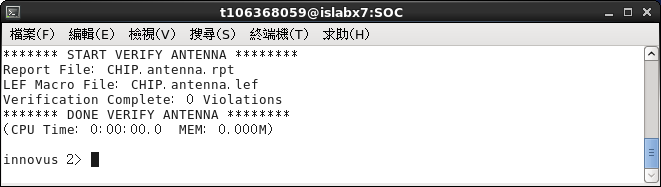 t106368059@islabx7:SOC
檔案(F) 編輯(E) 檢視(V) 搜尋(S) 終端機(T) 求助(H)
******* START VERIFY ANTENNA ********
Report File: CHIP.antenna.rpt
LEF Macro File: CHIP.antenna.lef
Verification Complete: 0 Violations
******* DONE VERIFY ANTENNA ********
(CPU Time: 0:00:00.0  MEM: 0.000M)
innovus 2>